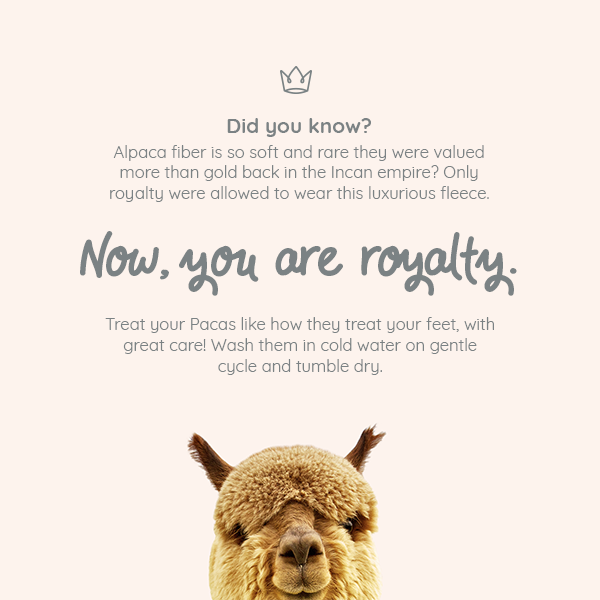 Did you know?
Alpaca fiber is so soft and rare they were valued
more than gold back in the Incan empire? Only
royalty were allowed to wear this luxurious fleece.
Now, you are royalty.
Treat your Pacas like how they treat your feet, with
great care! Wash them in cold water on gentle
cycle and tumble dry.